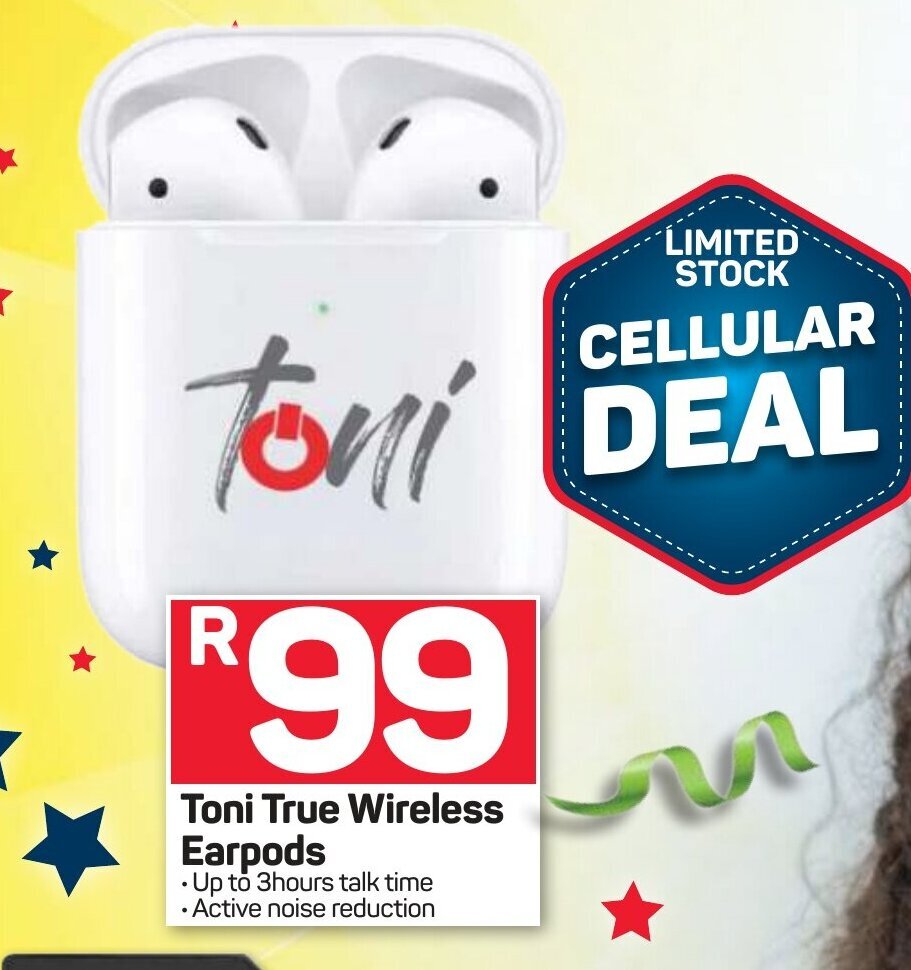 Toni
LIMITED
STOCK
CELLULAR
DEAL
R99
Toni True Wireless
Earpods
• Up to 3hours talk time
• Active noise reduction